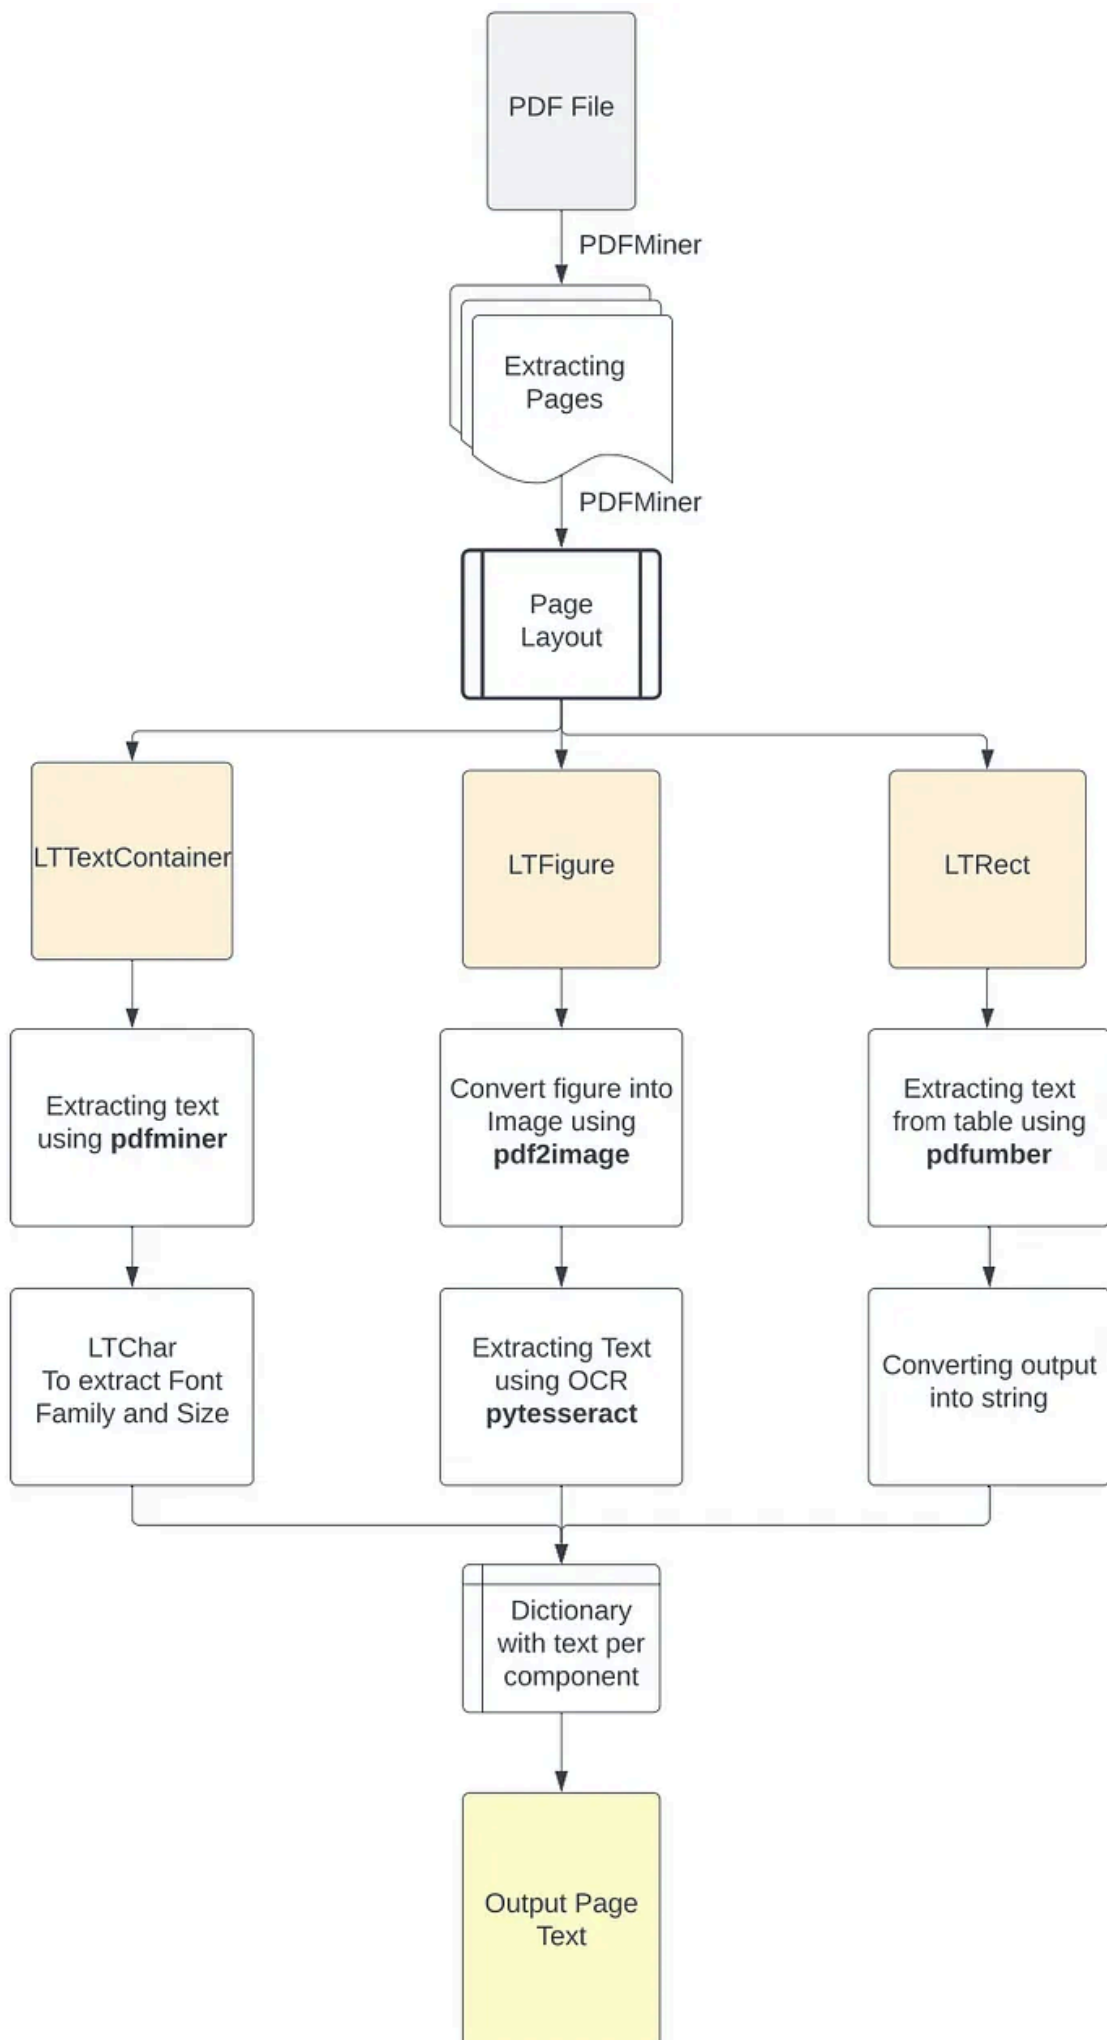 PDF File
PDFMiner
Extracting
Pages
PDFMiner
Page
Layout
LTTextContainer
LTFigure
LTRect
Extracting text
using pdfminer
Convert figure into
Image using
pdf2image
Extracting text
from table using
pdfumber
LTChar
To extract Font
Family and Size
Extracting Text
using OCR
pytesseract
Converting output
into string
Dictionary
with text per
component
Output Page
Text